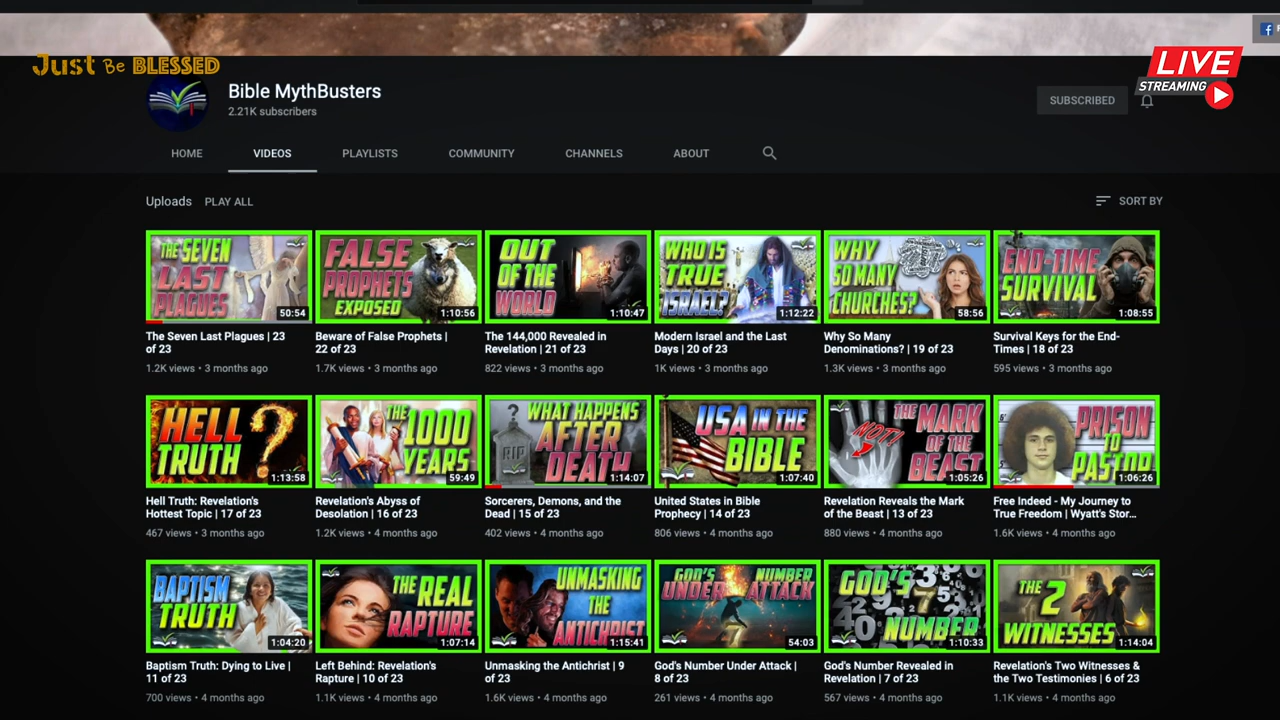 Just Be BLESSED
LIVE
STREAMING
Bible MythBusters
2.21K subscribers
SUBSCRIBED
HOME VIDEOS PLAYLISTS COMMUNITY CHANNELS ABOUT
Uploads PLAY ALL SORT BY
THE SEVEN
LAST
PLAGUES
50:54
FALSE
PROPHETS
EXPOSED
1:10:56
OUT
OF THE
WORLD
1:10:47
WHO IS
TRUE
ISRAEL?
1:12:22
WHY
SO MANY
CHURCHES?
58:56
END-TIME
SURVIVAL
1:08:55
The Seven Last Plagues | 23
of 23
1.2K views • 3 months ago
Beware of False Prophets |
22 of 23
1.7K views • 3 months ago
The 144,000 Revealed in
Revelation | 21 of 23
822 views • 3 months ago
Modern Israel and the Last
Days | 20 of 23
1K views • 3 months ago
Why So Many
Denominations? | 19 of 23
1.3K views • 3 months ago
Survival Keys for the End-
Times | 18 of 23
595 views • 3 months ago
HELL
TRUTH ?
1:13:58
THE
1000
YEARS
59:49
?
RIP
WHAT HAPPENS
AFTER
DEATH
1:14:07
USA IN THE
BIBLE
1:07:40
NOT!
THE MARK
OF THE
BEAST
1:05:26
PRISON
TO
PASTOR
1:06:26
Hell Truth: Revelation's
Hottest Topic | 17 of 23
467 views • 3 months ago
Revelation's Abyss of
Desolation | 16 of 23
1.2K views • 4 months ago
Sorcerers, Demons, and the
Dead | 15 of 23
402 views • 4 months ago
United States in Bible
Prophecy | 14 of 23
806 views • 4 months ago
Revelation Reveals the Mark
of the Beast | 13 of 23
880 views • 4 months ago
Free Indeed - My Journey to
True Freedom | Wyatt's Stor...
1.6K views • 4 months ago
BAPTISM
TRUTH
1:04:20
THE REAL
RAPTURE
1:07:14
UNMASKING
THE
ANTICHRIST
1:15:41
GOD'S NUMBER
UNDER ATTACK
54:03
GOD'S
NUMBER
1:10:33
THE 2
WITNESSES
1:14:04
Baptism Truth: Dying to Live |
11 of 23
700 views • 4 months ago
Left Behind: Revelation's
Rapture | 10 of 23
1.1K views • 4 months ago
Unmasking the Antichrist | 9
of 23
1.6K views • 4 months ago
God's Number Under Attack |
8 of 23
261 views • 4 months ago
God's Number Revealed in
Revelation | 7 of 23
567 views • 4 months ago
Revelation's Two Witnesses &
the Two Testimonies | 6 of 23
1.1K views • 4 months ago